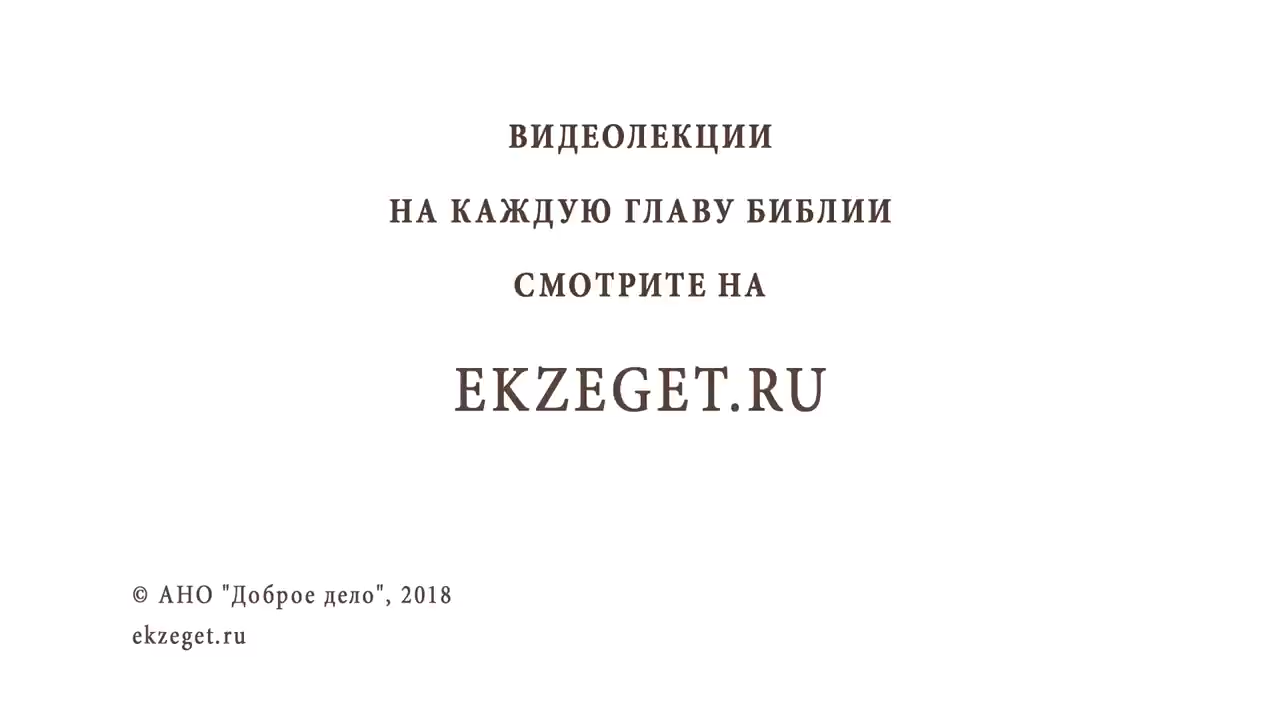 ВИДЕОЛЕКЦИИ
НА КАЖДУЮ ГЛАВУ БИБЛИИ
СМОТРИТЕ НА
EKZEGET.RU
© АНО "Доброе дело", 2018
ekzeget.ru